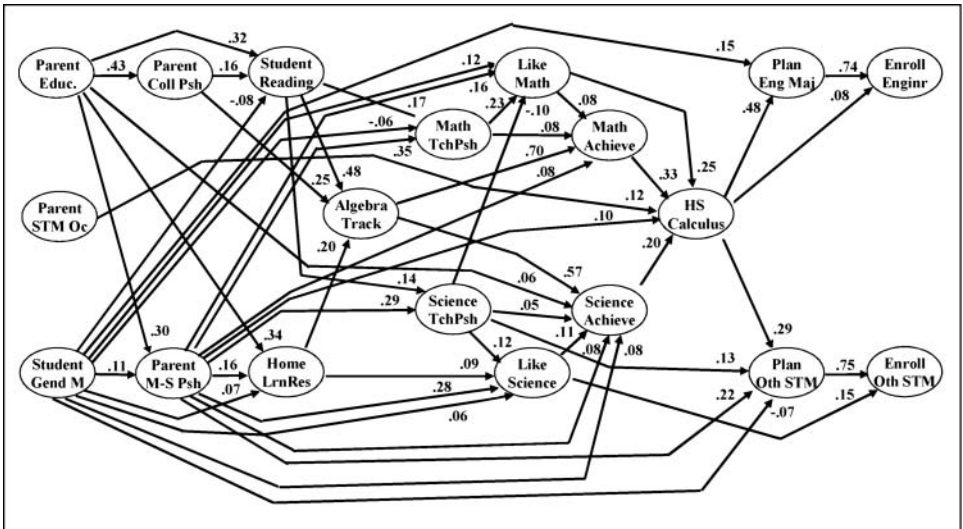 .32
.15
Parent
Educ.
.43
Parent
Coll Psh
.16
Student
Reading
.12
Like
Math
Plan
Eng Maj
.74
Enroll
Enginr
-.08
.16
.17
.23
-.10
.08
.08
.48
-.06
Math
TchPsh
.08
Math
Achieve
.35
.70
.08
.25
.48
.33
.25
Parent
STM Oc
Algebra
Track
.12
HS
Calculus
.10
.20
.20
.14
.06
.57
.29
Science
TchPsh
.05
Science
Achieve
.30
.34
.11
.29
Student
Gend M
.11
Parent
M-S Psh
.16
Home
LrnRes
.12
.08
.08
.13
Plan
Oth STM
.75
Enroll
Oth STM
.09
Like
Science
.07
.28
.22
.15
.06
-.07